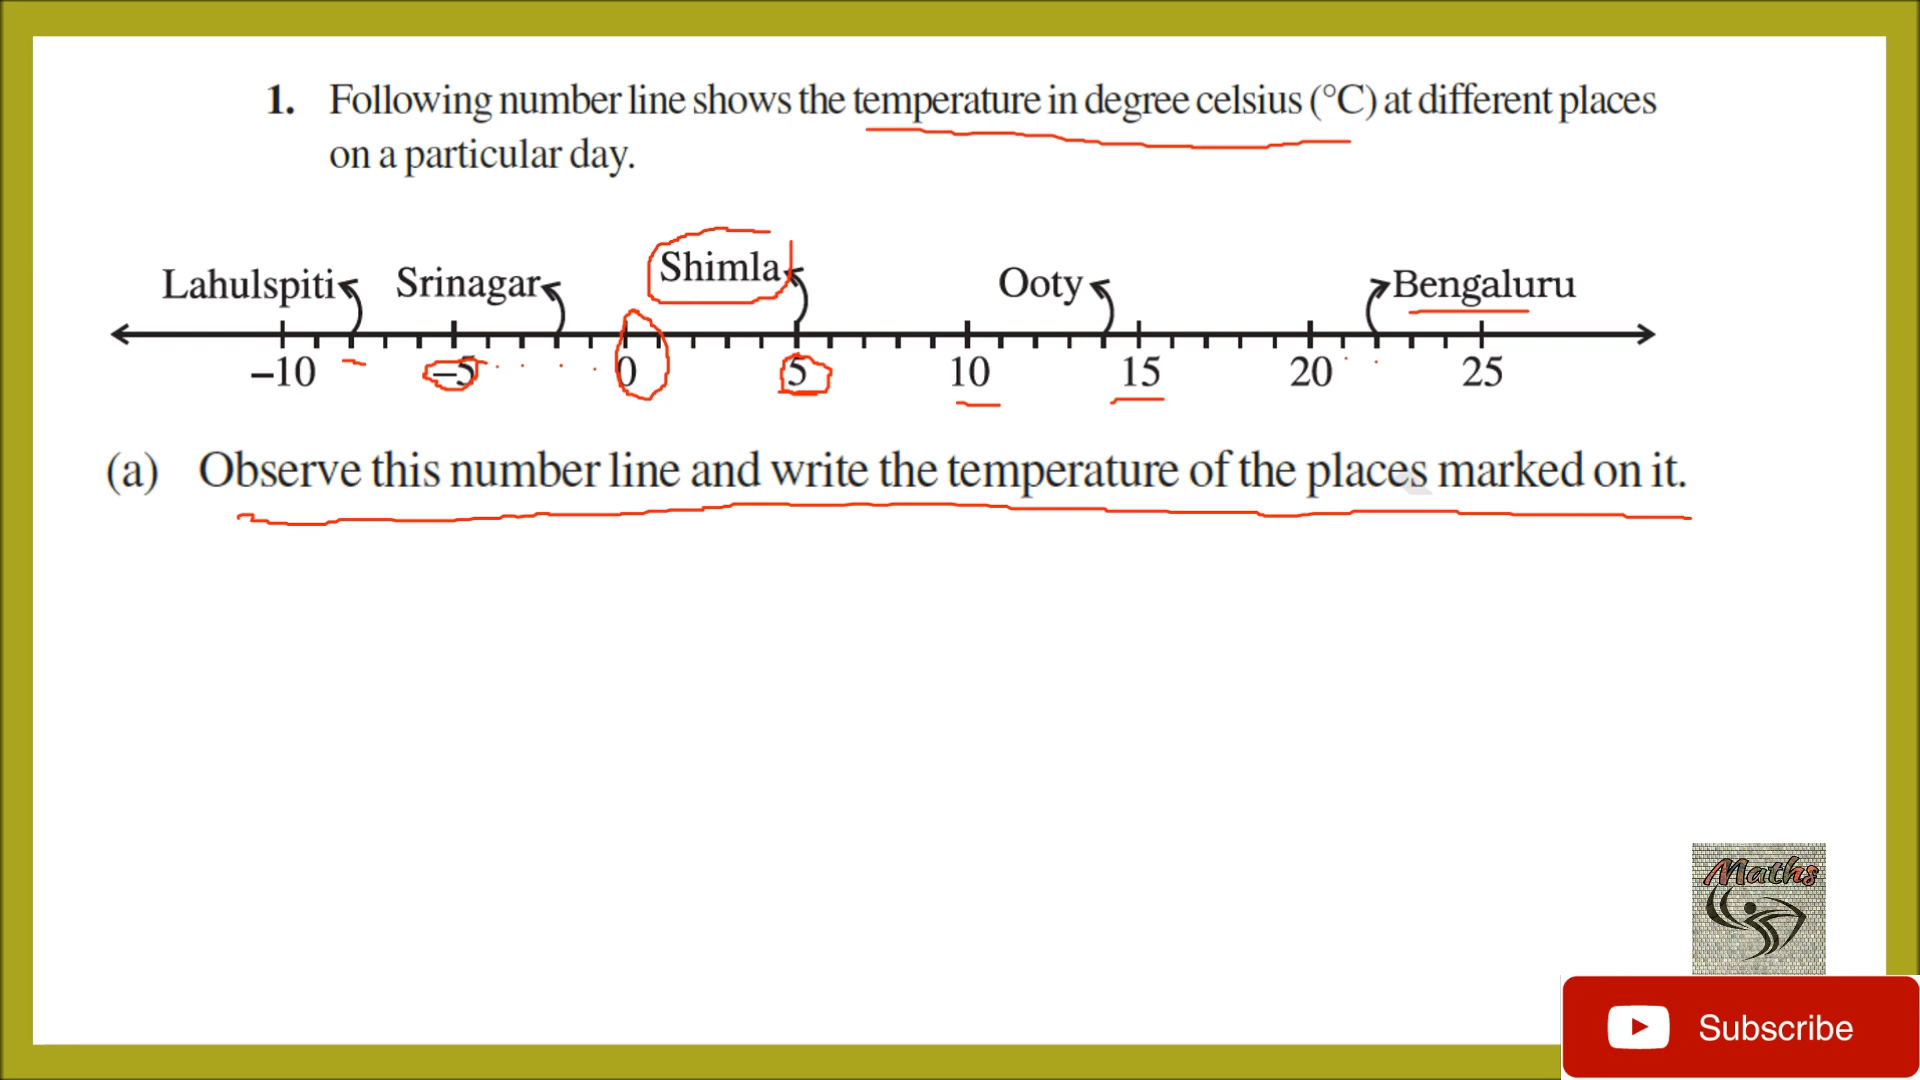 1. Following number line shows the temperature in degree celsius (°C) at different places
on a particular day.
Lahulspiti Srinagar Shimla Ooty Bengaluru
–10 –5 0 5 10 15 20 25
(a) Observe this number line and write the temperature of the places marked on it.
Maths
Subscribe